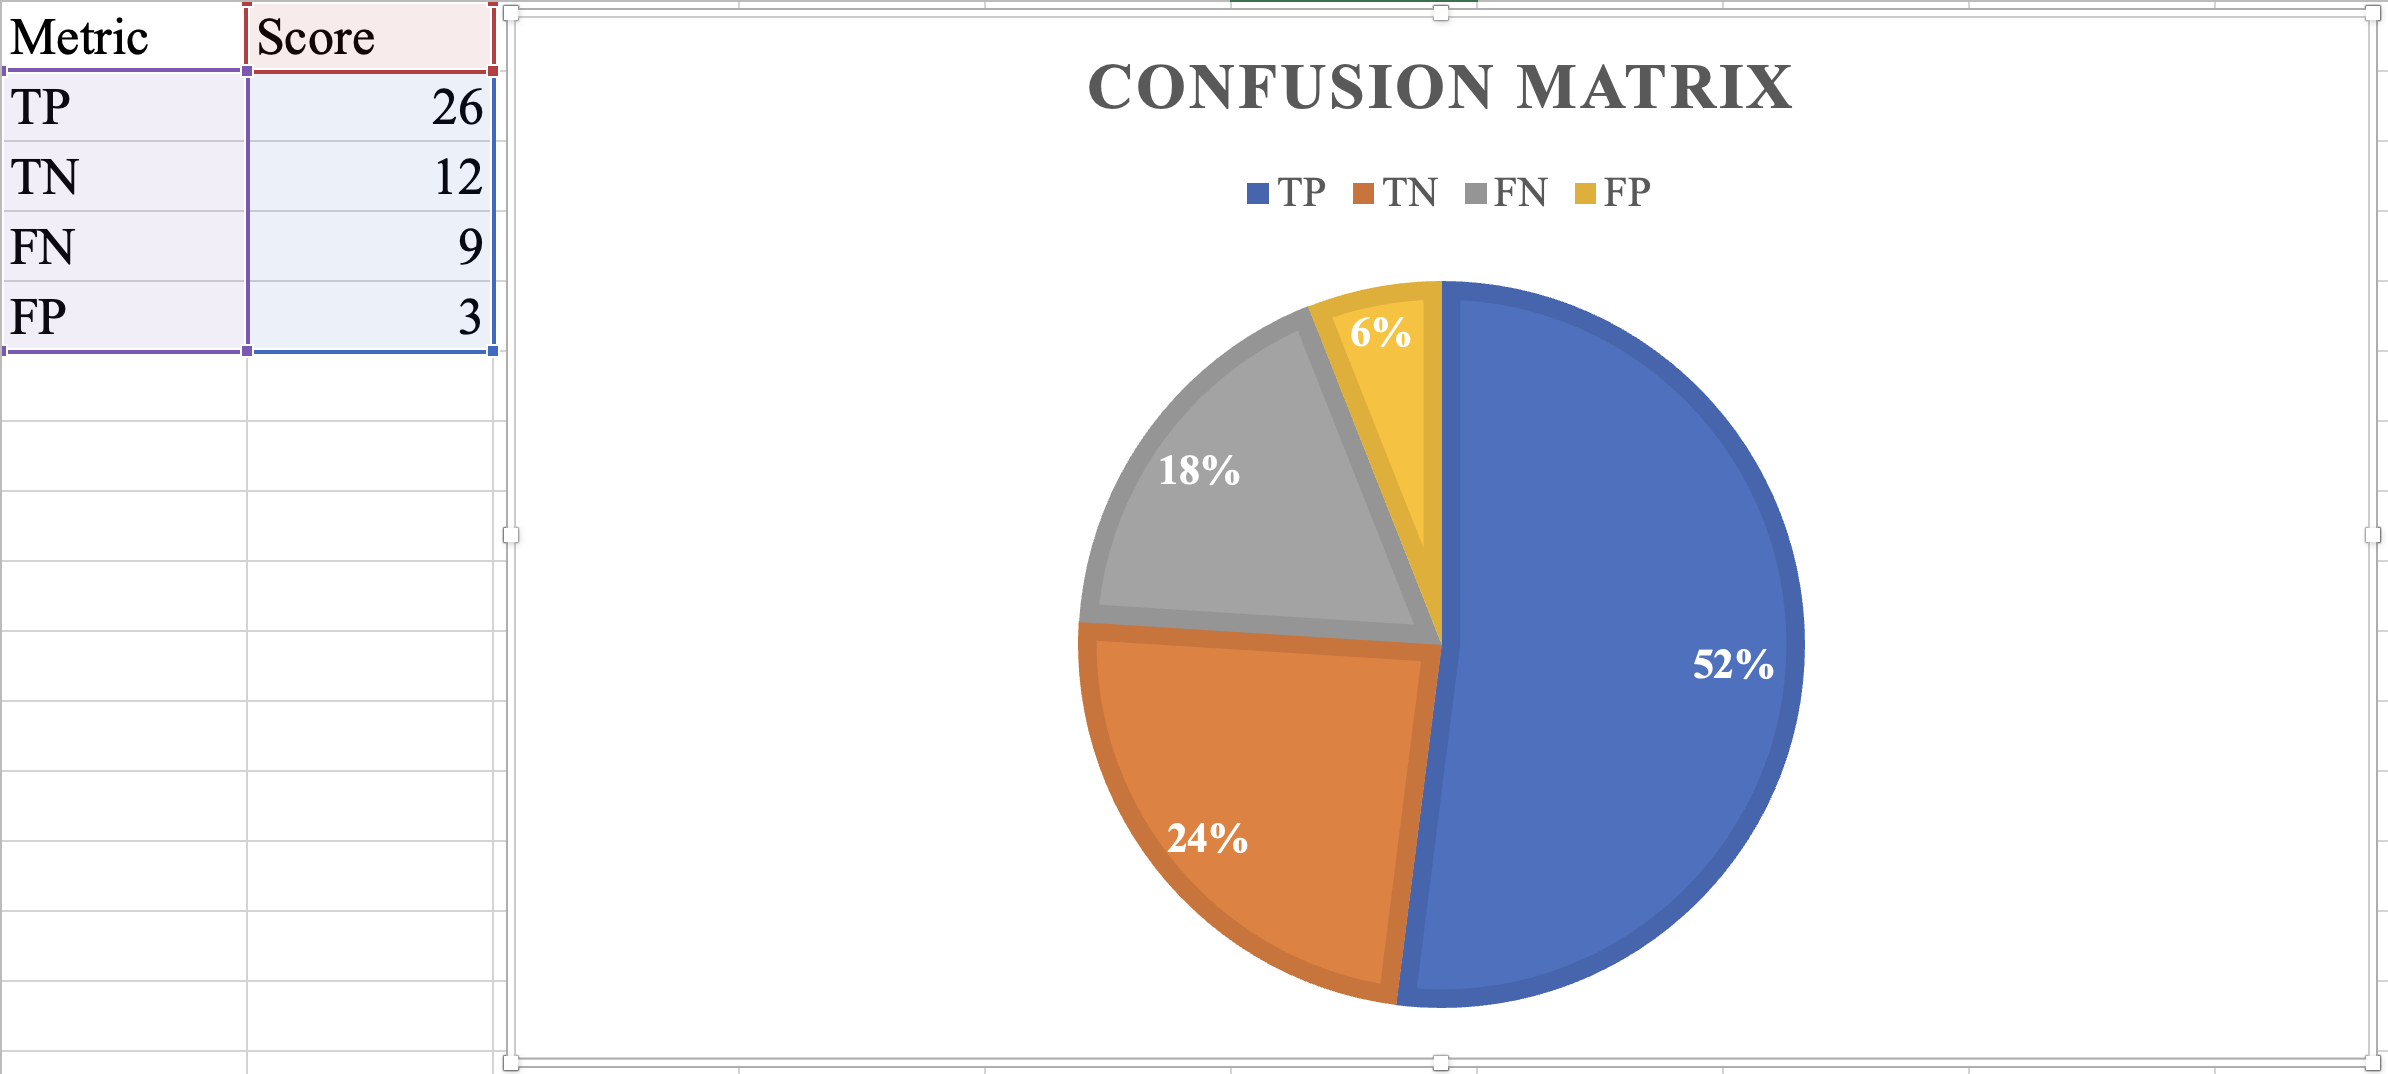 Metric Score
TP 26
TN 12
FN 9
FP 3
CONFUSION MATRIX
TP TN FN FP
6%
18%
52%
24%